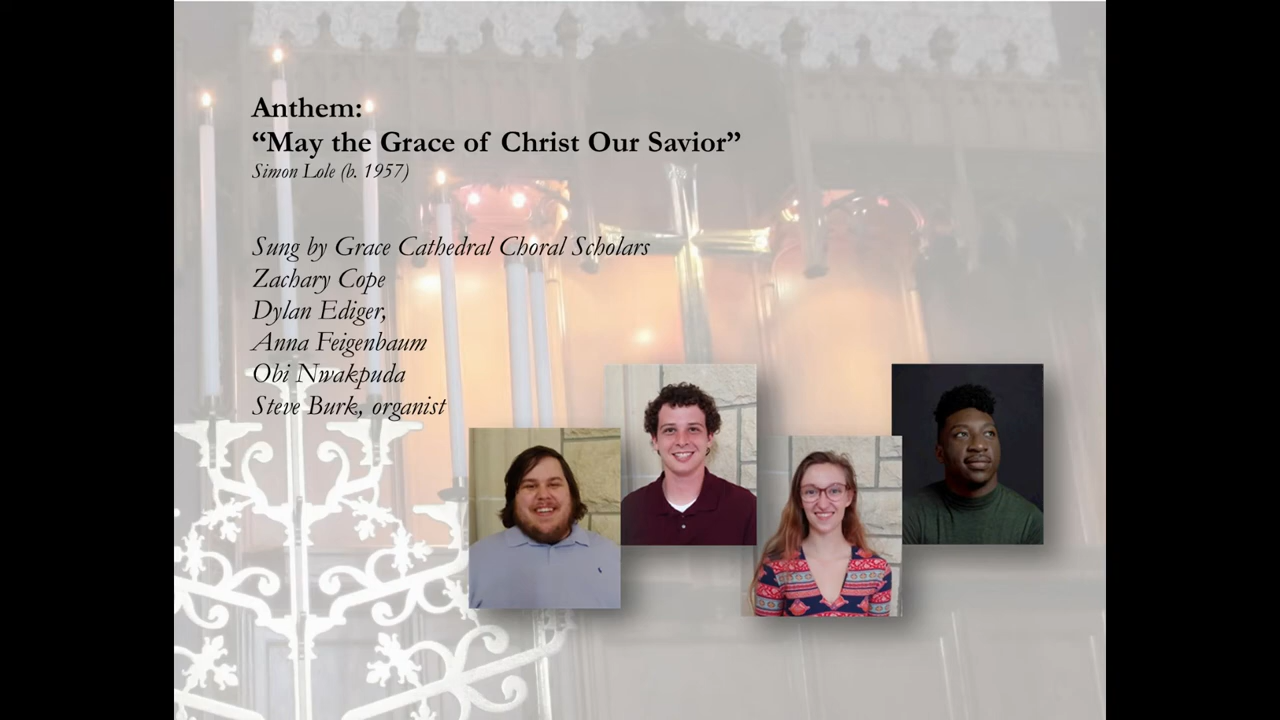 Anthem:
“May the Grace of Christ Our Savior”
Simon Lole (b. 1957)
Sung by Grace Cathedral Choral Scholars
Zachary Cope
Dylan Ediger,
Anna Feigenbaum
Obi Nwakpuda
Steve Burk, organist